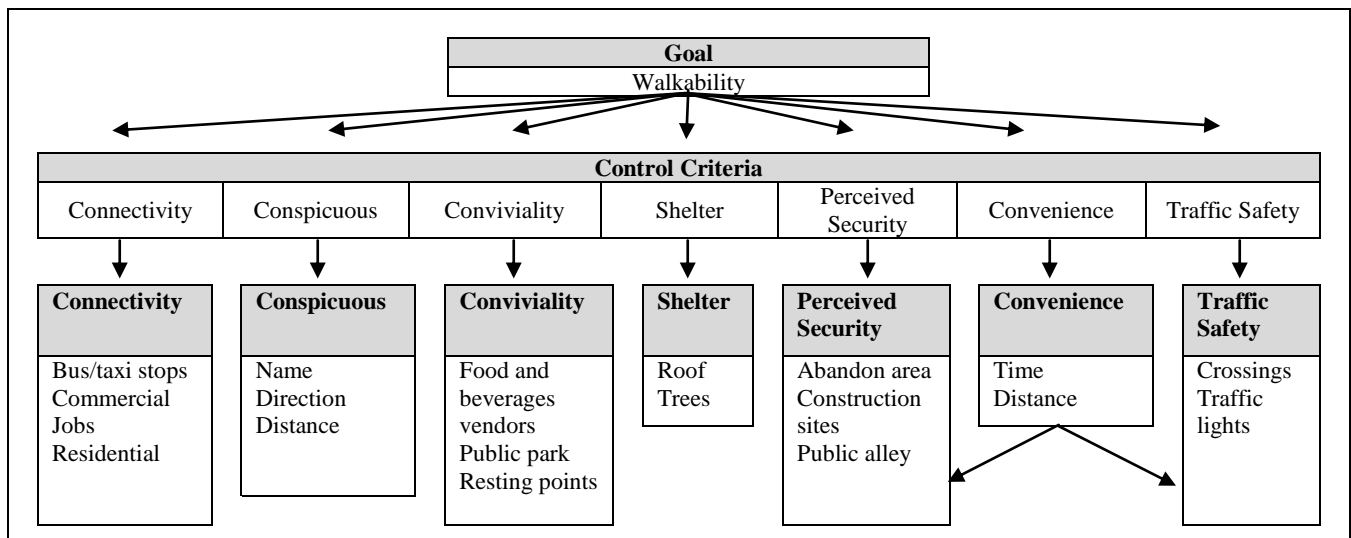 Goal
Walkability
Control Criteria
Connectivity
Conspicuous
Conviviality
Shelter
Perceived
Security
Convenience
Traffic Safety
Connectivity
Bus/taxi stops
Commercial
Jobs
Residential
Conspicuous
Name
Direction
Distance
Conviviality
Food and
beverages
vendors
Public park
Resting points
Shelter
Roof
Trees
Perceived
Security
Abandon area
Construction
sites
Public alley
Convenience
Time
Distance
Traffic
Safety
Crossings
Traffic
lights